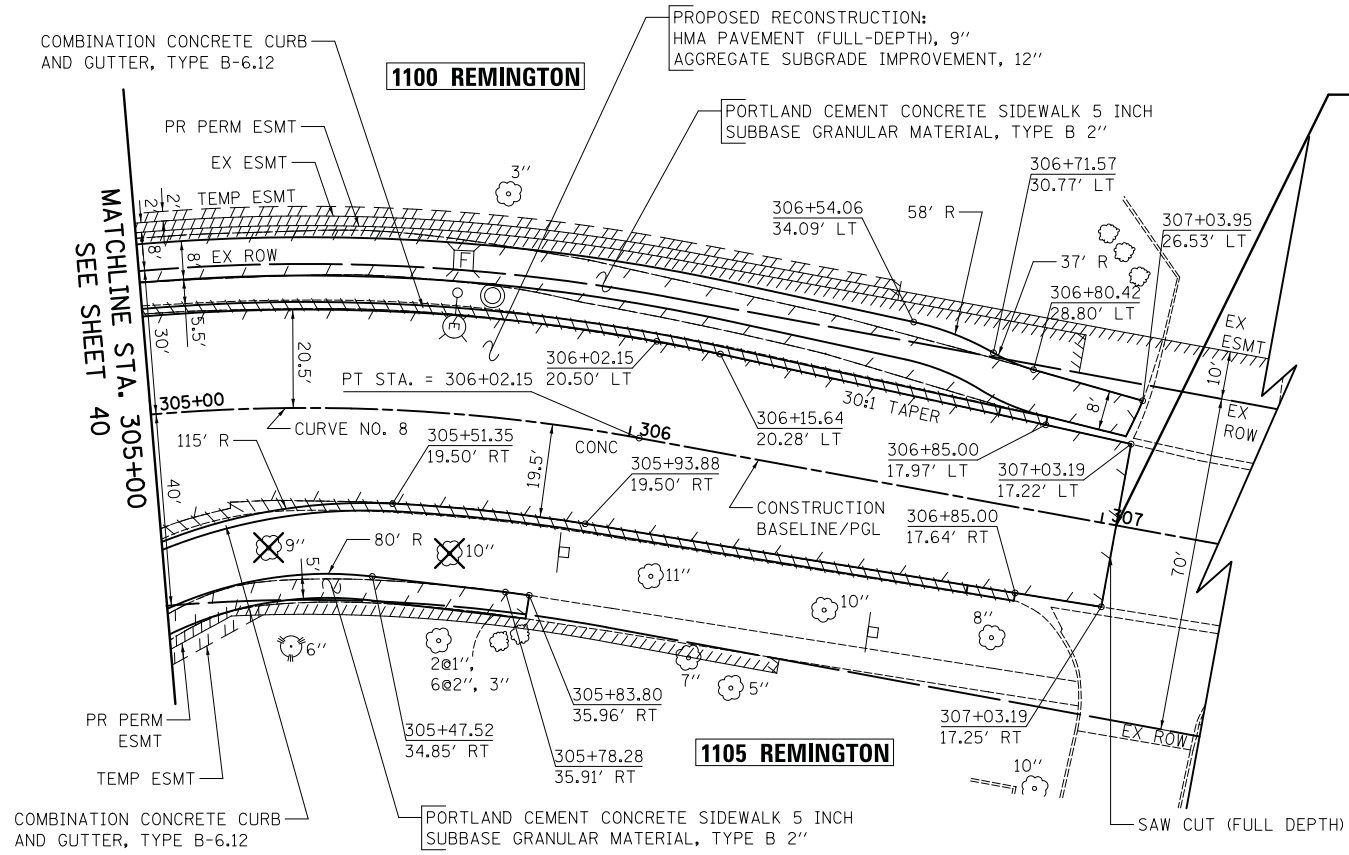 PROPOSED RECONSTRUCTION:
HMA PAVEMENT (FULL-DEPTH), 9"
AGGREGATE SUBGRADE IMPROVEMENT, 12"
COMBINATION CONCRETE CURB
AND GUTTER, TYPE B-6.12
1100 REMINGTON
PORTLAND CEMENT CONCRETE SIDEWALK 5 INCH
SUBBASE GRANULAR MATERIAL, TYPE B 2"
PR PERM ESMT
EX ESMT
TEMP ESMT
2'
2'
3"
306+71.57
30.77' LT
306+54.06
34.09' LT
58' R
307+03.95
26.53' LT
37' R
306+80.42
28.80' LT
MATCHLINE STA. 305+00
SEE SHEET 40
8'
8'
EX ROW
F
E
5.5'
30'
20.5'
306+02.15
20.50' LT
PT STA. = 306+02.15
306+15.64
20.28' LT
30:1 TAPER
8'
EX
ESMT
10'
EX
ROW
305+00
CURVE NO. 8
115' R
305+51.35
19.50' RT
CONC
306
19.5'
305+93.88
19.50' RT
306+85.00
17.97' LT
307+03.19
17.22' LT
CONSTRUCTION
BASELINE/PGL
306+85.00
17.64' RT
307
70'
40'
9"
80' R
10"
5'
11"
10"
8"
6"
2@1",
6@2", 3"
7"
5"
305+83.80
35.96' RT
305+47.52
34.85' RT
305+78.28
35.91' RT
307+03.19
17.25' RT
EX ROW
10"
PR PERM
ESMT
TEMP ESMT
1105 REMINGTON
COMBINATION CONCRETE CURB
AND GUTTER, TYPE B-6.12
PORTLAND CEMENT CONCRETE SIDEWALK 5 INCH
SUBBASE GRANULAR MATERIAL, TYPE B 2"
SAW CUT (FULL DEPTH)